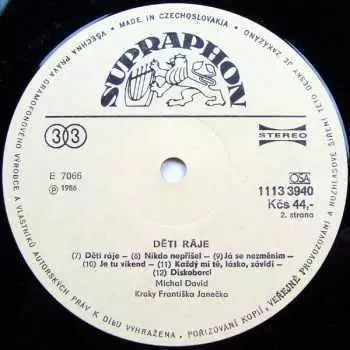 MADE IN CZECHOSLOVAKIA
VŠECHNA PRÁVA GRAMOFONOVÉHO VÝROBCE A VLASTNÍKŮ AUTORSKÝCH PRÁV K DÍLU VYHRAŽENA. POŘIZOVÁNÍ KOPIÍ, VEŘEJNÉ PROVOZOVÁNÍ A ROZHLASOVÉ ŠÍŘENÍ TÉTO DESKY JE ZAKÁZÁNO
SUPRAPHON
33
STEREO
E 7066
Ⓟ 1986
OSA
1113 3940
Kčs 44,-
2. strana
DĚTI RÁJE
(7) Děti ráje - (8) Nikdo nepřišel - (9) Já se nezměním -
(10) Je tu víkend - (11) Každý mi tě, lásko, závidí -
(12) Diskoborci
Michal David
Kroky Františka Janečka